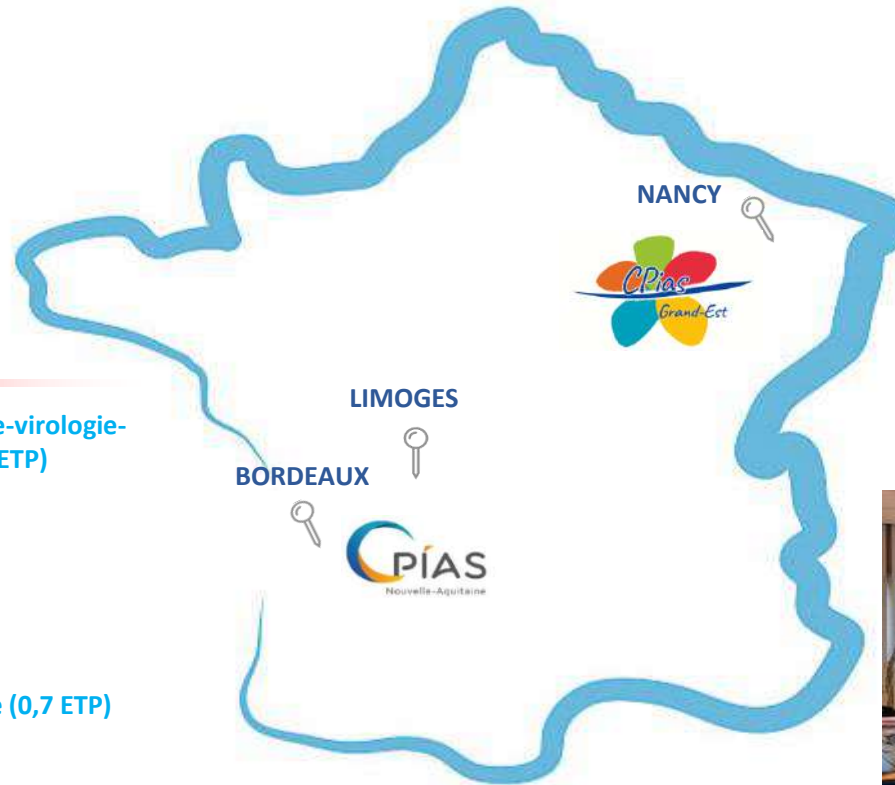 NANCY
CPias
Grand-Est
LIMOGES
e-virologie-
ETP)
BORDEAUX
CPIAS
Nouvelle-Aquitaine
(0,7 ETP)